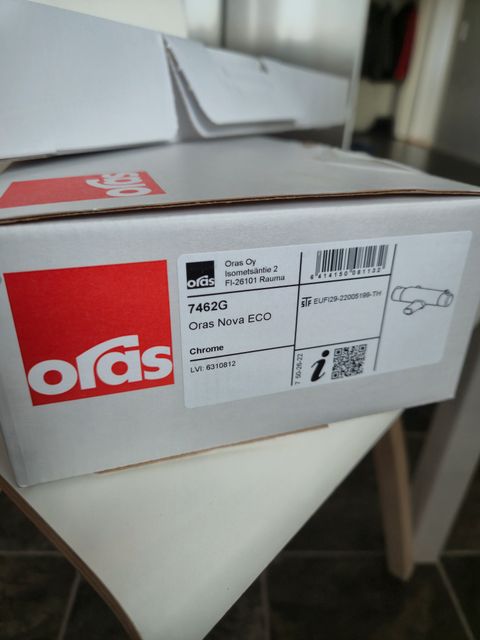 oras
oras
oras
Oras Oy
Isometsäntie 2
FI-26101 Rauma
6 414150 081132
7462G
Oras Nova ECO
STF EUFI29-22005199-TH
Chrome
LVI: 6310812
7 50-26-22